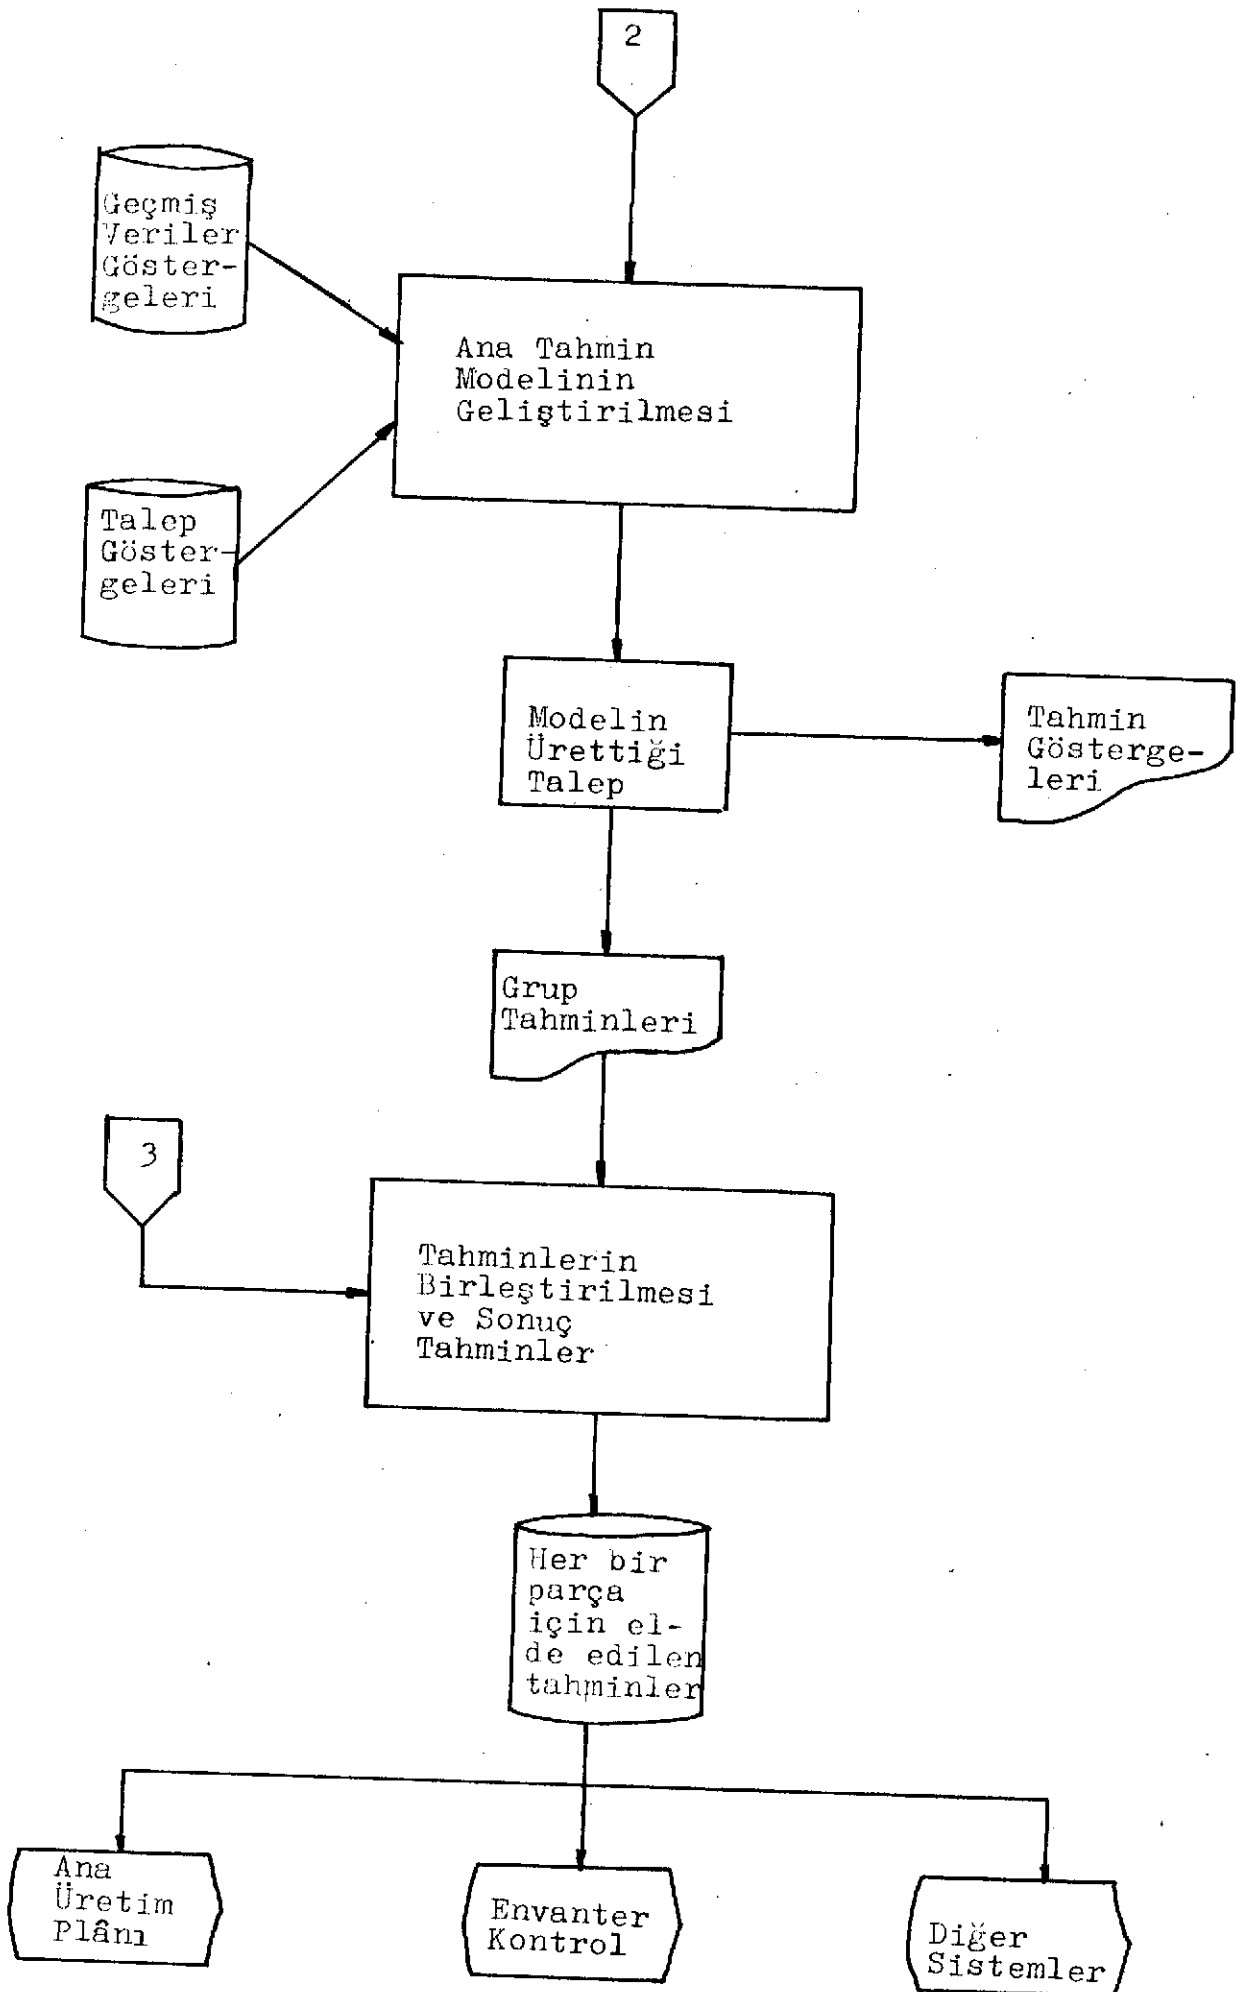 2
Geçmiş
Veriler
Göster-
geleri
Ana Tahmin
Modelinin
Geliştirilmesi
Talep
Göster-
geleri
Modelin
Ürettiği
Talep
Tahmin
Gösterge-
leri
Grup
Tahminleri
3
Tahminlerin
Birleştirilmesi
ve Sonuç
Tahminler
Her bir
parça
için el-
de edilen
tahminler
Ana
Üretim
Plânı
Envanter
Kontrol
Diğer
Sistemler